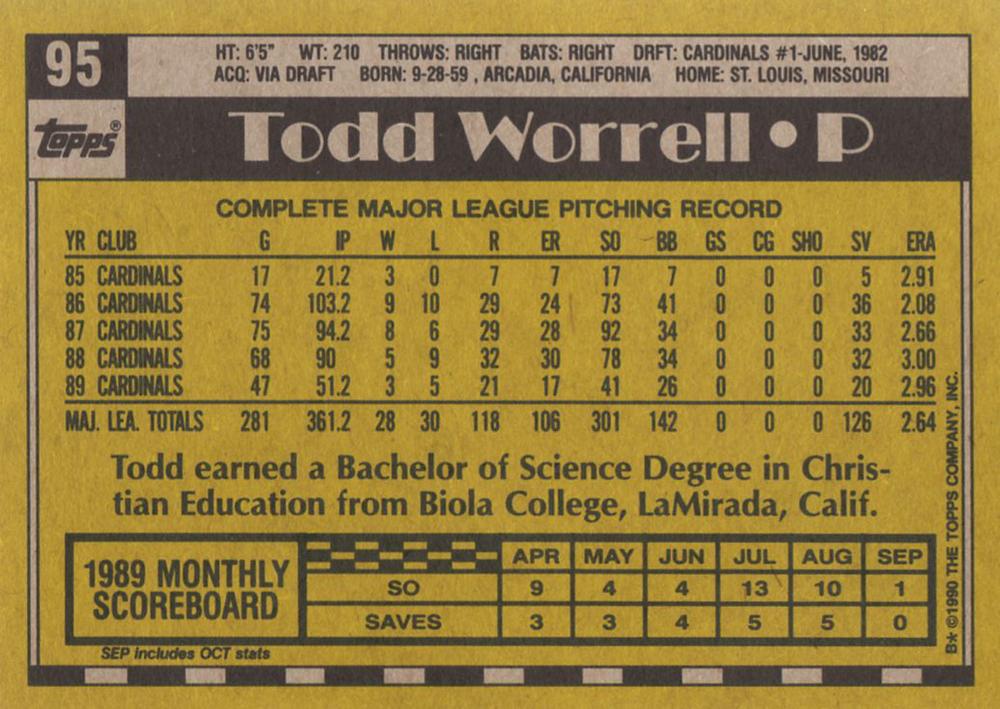 95
HT: 6'5" WT: 210 THROWS: RIGHT BATS: RIGHT DRFT: CARDINALS #1-JUNE, 1982
ACQ: VIA DRAFT BORN: 9-28-59 , ARCADIA, CALIFORNIA HOME: ST. LOUIS, MISSOURI
topps®
Todd Worrell • P
COMPLETE MAJOR LEAGUE PITCHING RECORD
YR CLUB G IP W L R ER SO BB GS CG SHO SV ERA
85 CARDINALS 17 21.2 3 0 7 7 17 7 0 0 0 5 2.91
86 CARDINALS 74 103.2 9 10 29 24 73 41 0 0 0 36 2.08
87 CARDINALS 75 94.2 8 6 29 28 92 34 0 0 0 33 2.66
88 CARDINALS 68 90 5 9 32 30 78 34 0 0 0 32 3.00
89 CARDINALS 47 51.2 3 5 21 17 41 26 0 0 0 20 2.96
MAJ. LEA. TOTALS 281 361.2 28 30 118 106 301 142 0 0 0 126 2.64
Todd earned a Bachelor of Science Degree in Chris-
tian Education from Biola College, LaMirada, Calif.
1989 MONTHLY
SCOREBOARD
APR MAY JUN JUL AUG SEP
SO 9 4 4 13 10 1
SAVES 3 3 4 5 5 0
SEP includes OCT stats
B* ©1990 THE TOPPS COMPANY, INC.